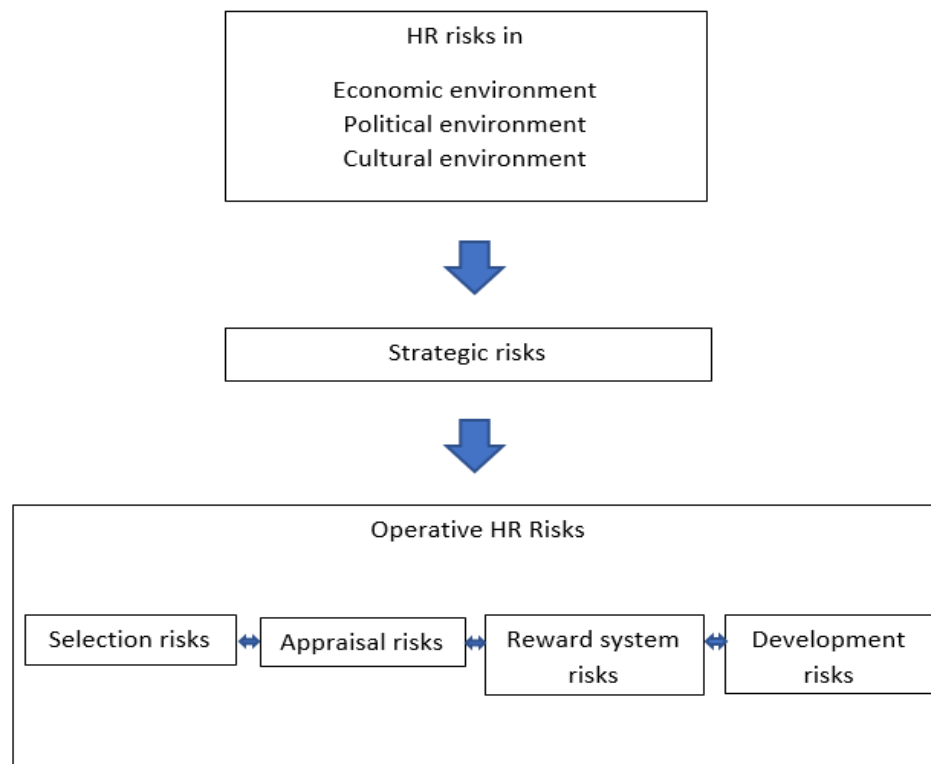 HR risks in
Economic environment
Political environment
Cultural environment
Strategic risks
Operative HR Risks
Selection risks
Appraisal risks
Reward system
risks
Development
risks